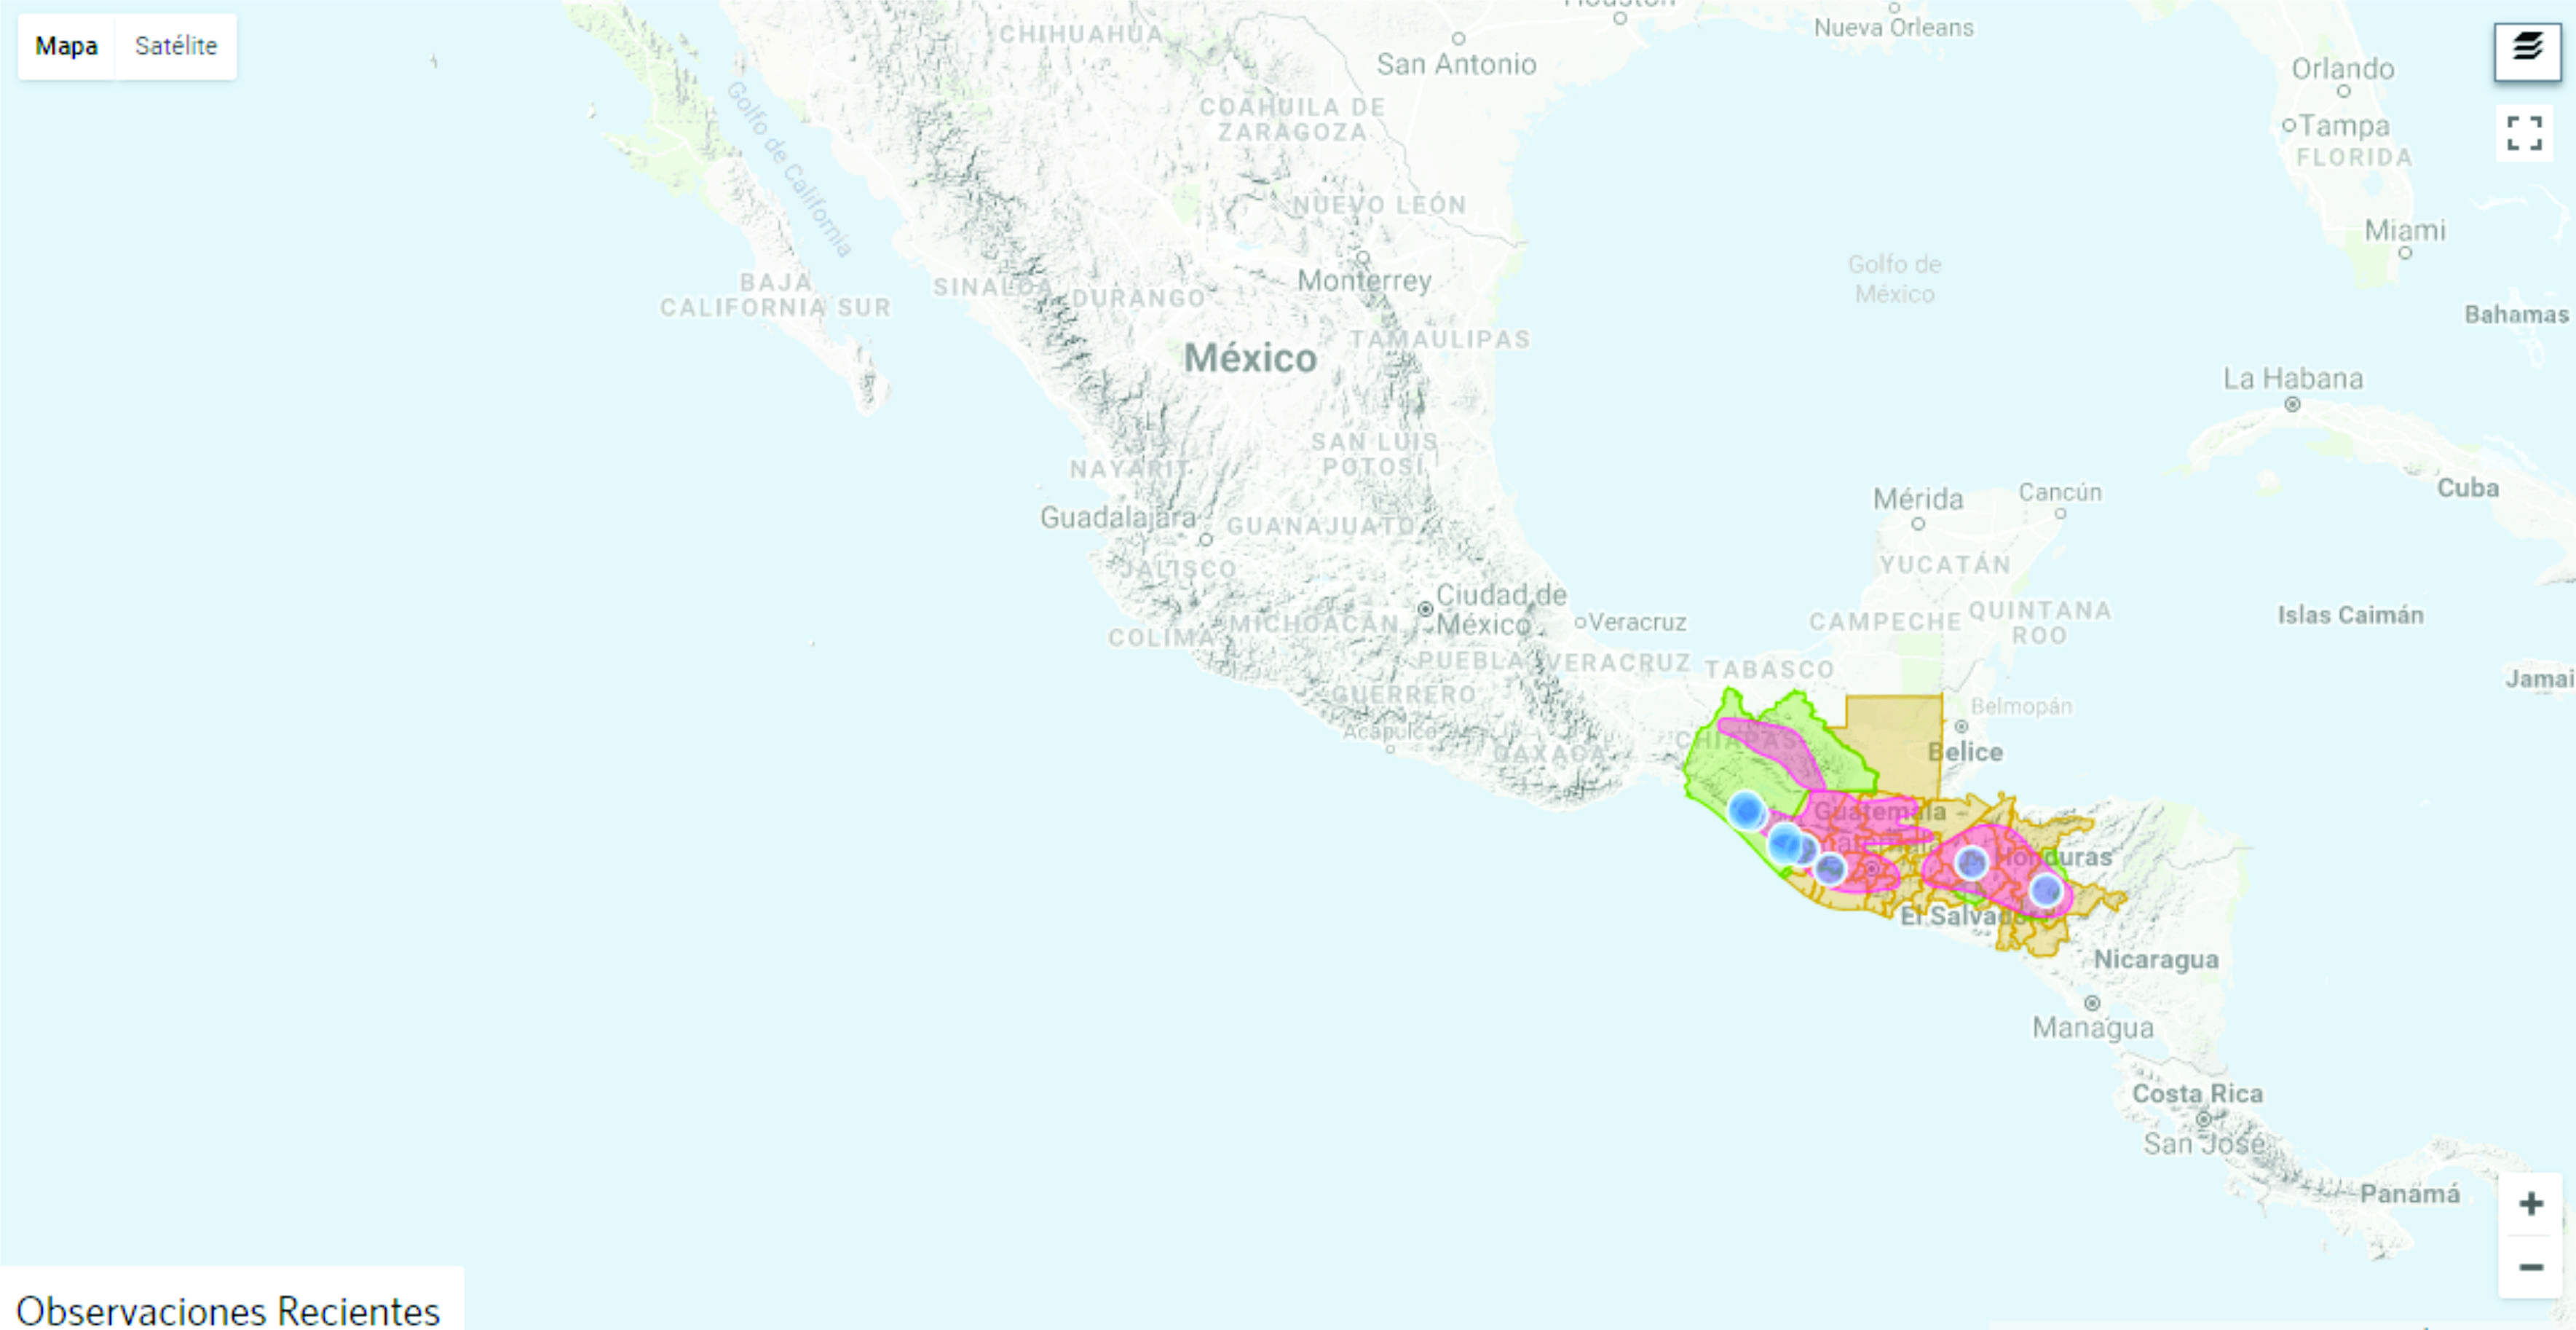 Mapa
Satélite
CHIHUAHUA
San Antonio
Nueva Orleans
Orlando
COAHUILA DE
ZARAGOZA
Tampa
FLORIDA
Golfo de California
NUEVO LEÓN
Miami
Monterrey
Golfo de
México
BAJA
CALIFORNIA SUR
SINALOA
DURANGO
Bahamas
TAMAULIPAS
México
La Habana
SAN LUIS
POTOSÍ
NAYARIT
Cuba
Mérida
Cancún
Guadalajara
GUANAJUATO
JALISCO
YUCATÁN
Ciudad de
México
MICHOACÁN
COLIMA
Veracruz
CAMPECHE
QUINTANA
ROO
Islas Caimán
PUEBLA
VERACRUZ
TABASCO
Jamai
GUERRERO
Acapulco
OAXACA
CHIAPAS
Belmopán
Belice
Guatemala
Honduras
El Salvador
Nicaragua
Managua
Costa Rica
San José
Panamá
+
−
Observaciones Recientes